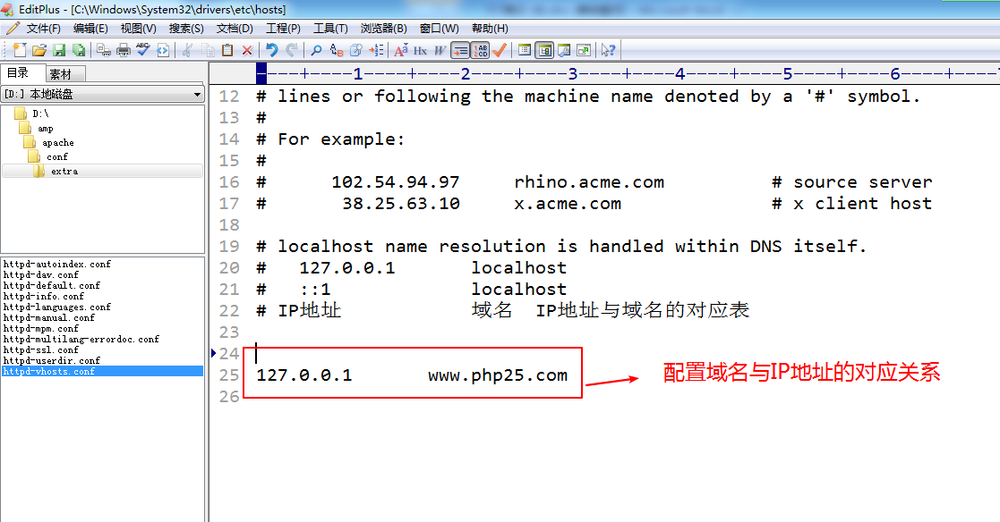 EditPlus - [C:\Windows\System32\drivers\etc\hosts]
文件(F) 编辑(E) 视图(V) 搜索(S) 文档(D) 工程(P) 工具(T) 浏览器(B) 窗口(W) 帮助(H)
目录 素材
[D:] 本地磁盘
D:\
amp
apache
conf
extra
httpd-autoindex.conf
httpd-dav.conf
httpd-default.conf
httpd-info.conf
httpd-languages.conf
httpd-manual.conf
httpd-mpm.conf
httpd-multilang-errordoc.conf
httpd-ssl.conf
httpd-userdir.conf
httpd-vhosts.conf
----+----1----+----2----+----3----+----4----+----5----+----6----+----7
12 # lines or following the machine name denoted by a '#' symbol.
13 #
14 # For example:
15 #
16 #      102.54.94.97     rhino.acme.com          # source server
17 #       38.25.63.10     x.acme.com              # x client host
18
19 # localhost name resolution is handled within DNS itself.
20 #   127.0.0.1       localhost
21 #   ::1             localhost
22 # IP地址            域名  IP地址与域名的对应表
23
24
25 127.0.0.1       www.php25.com
26
配置域名与IP地址的对应关系